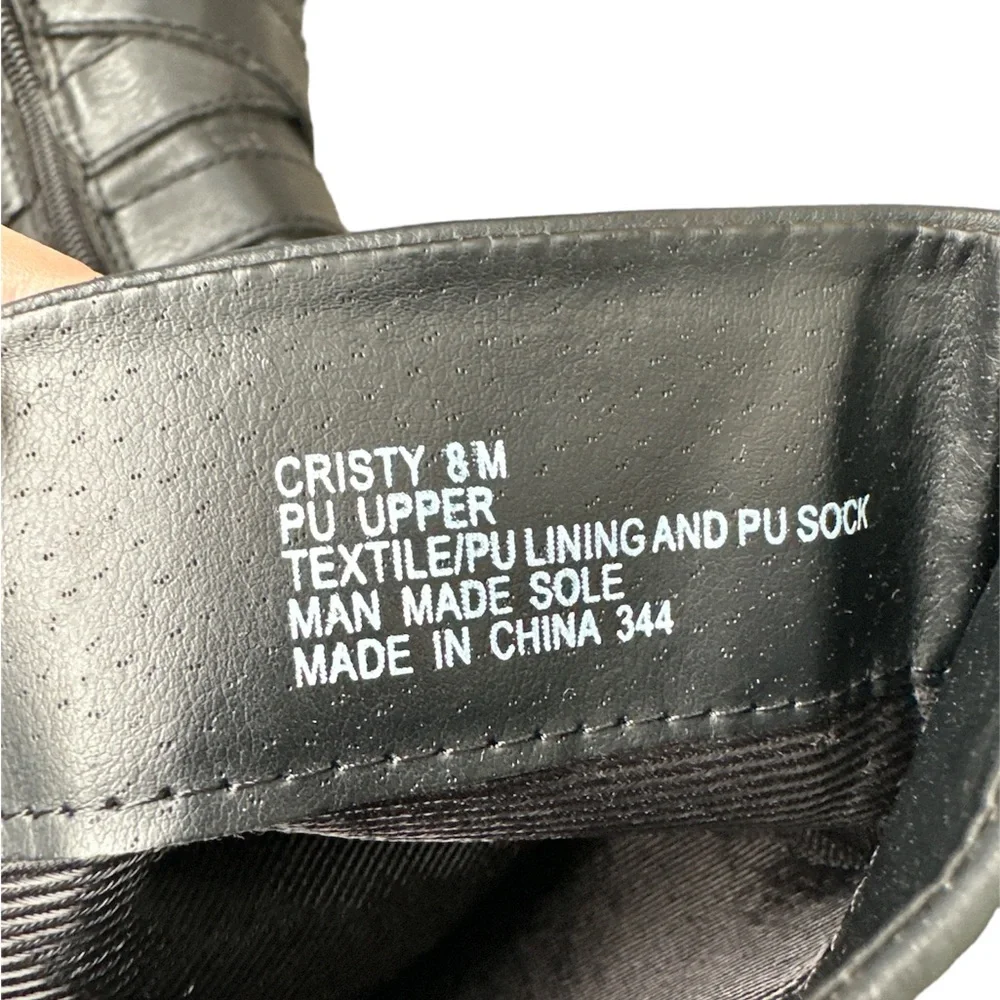 CRISTY 8M
PU UPPER
TEXTILE/PU LINING AND PU SOCK
MAN MADE SOLE
MADE IN CHINA 344